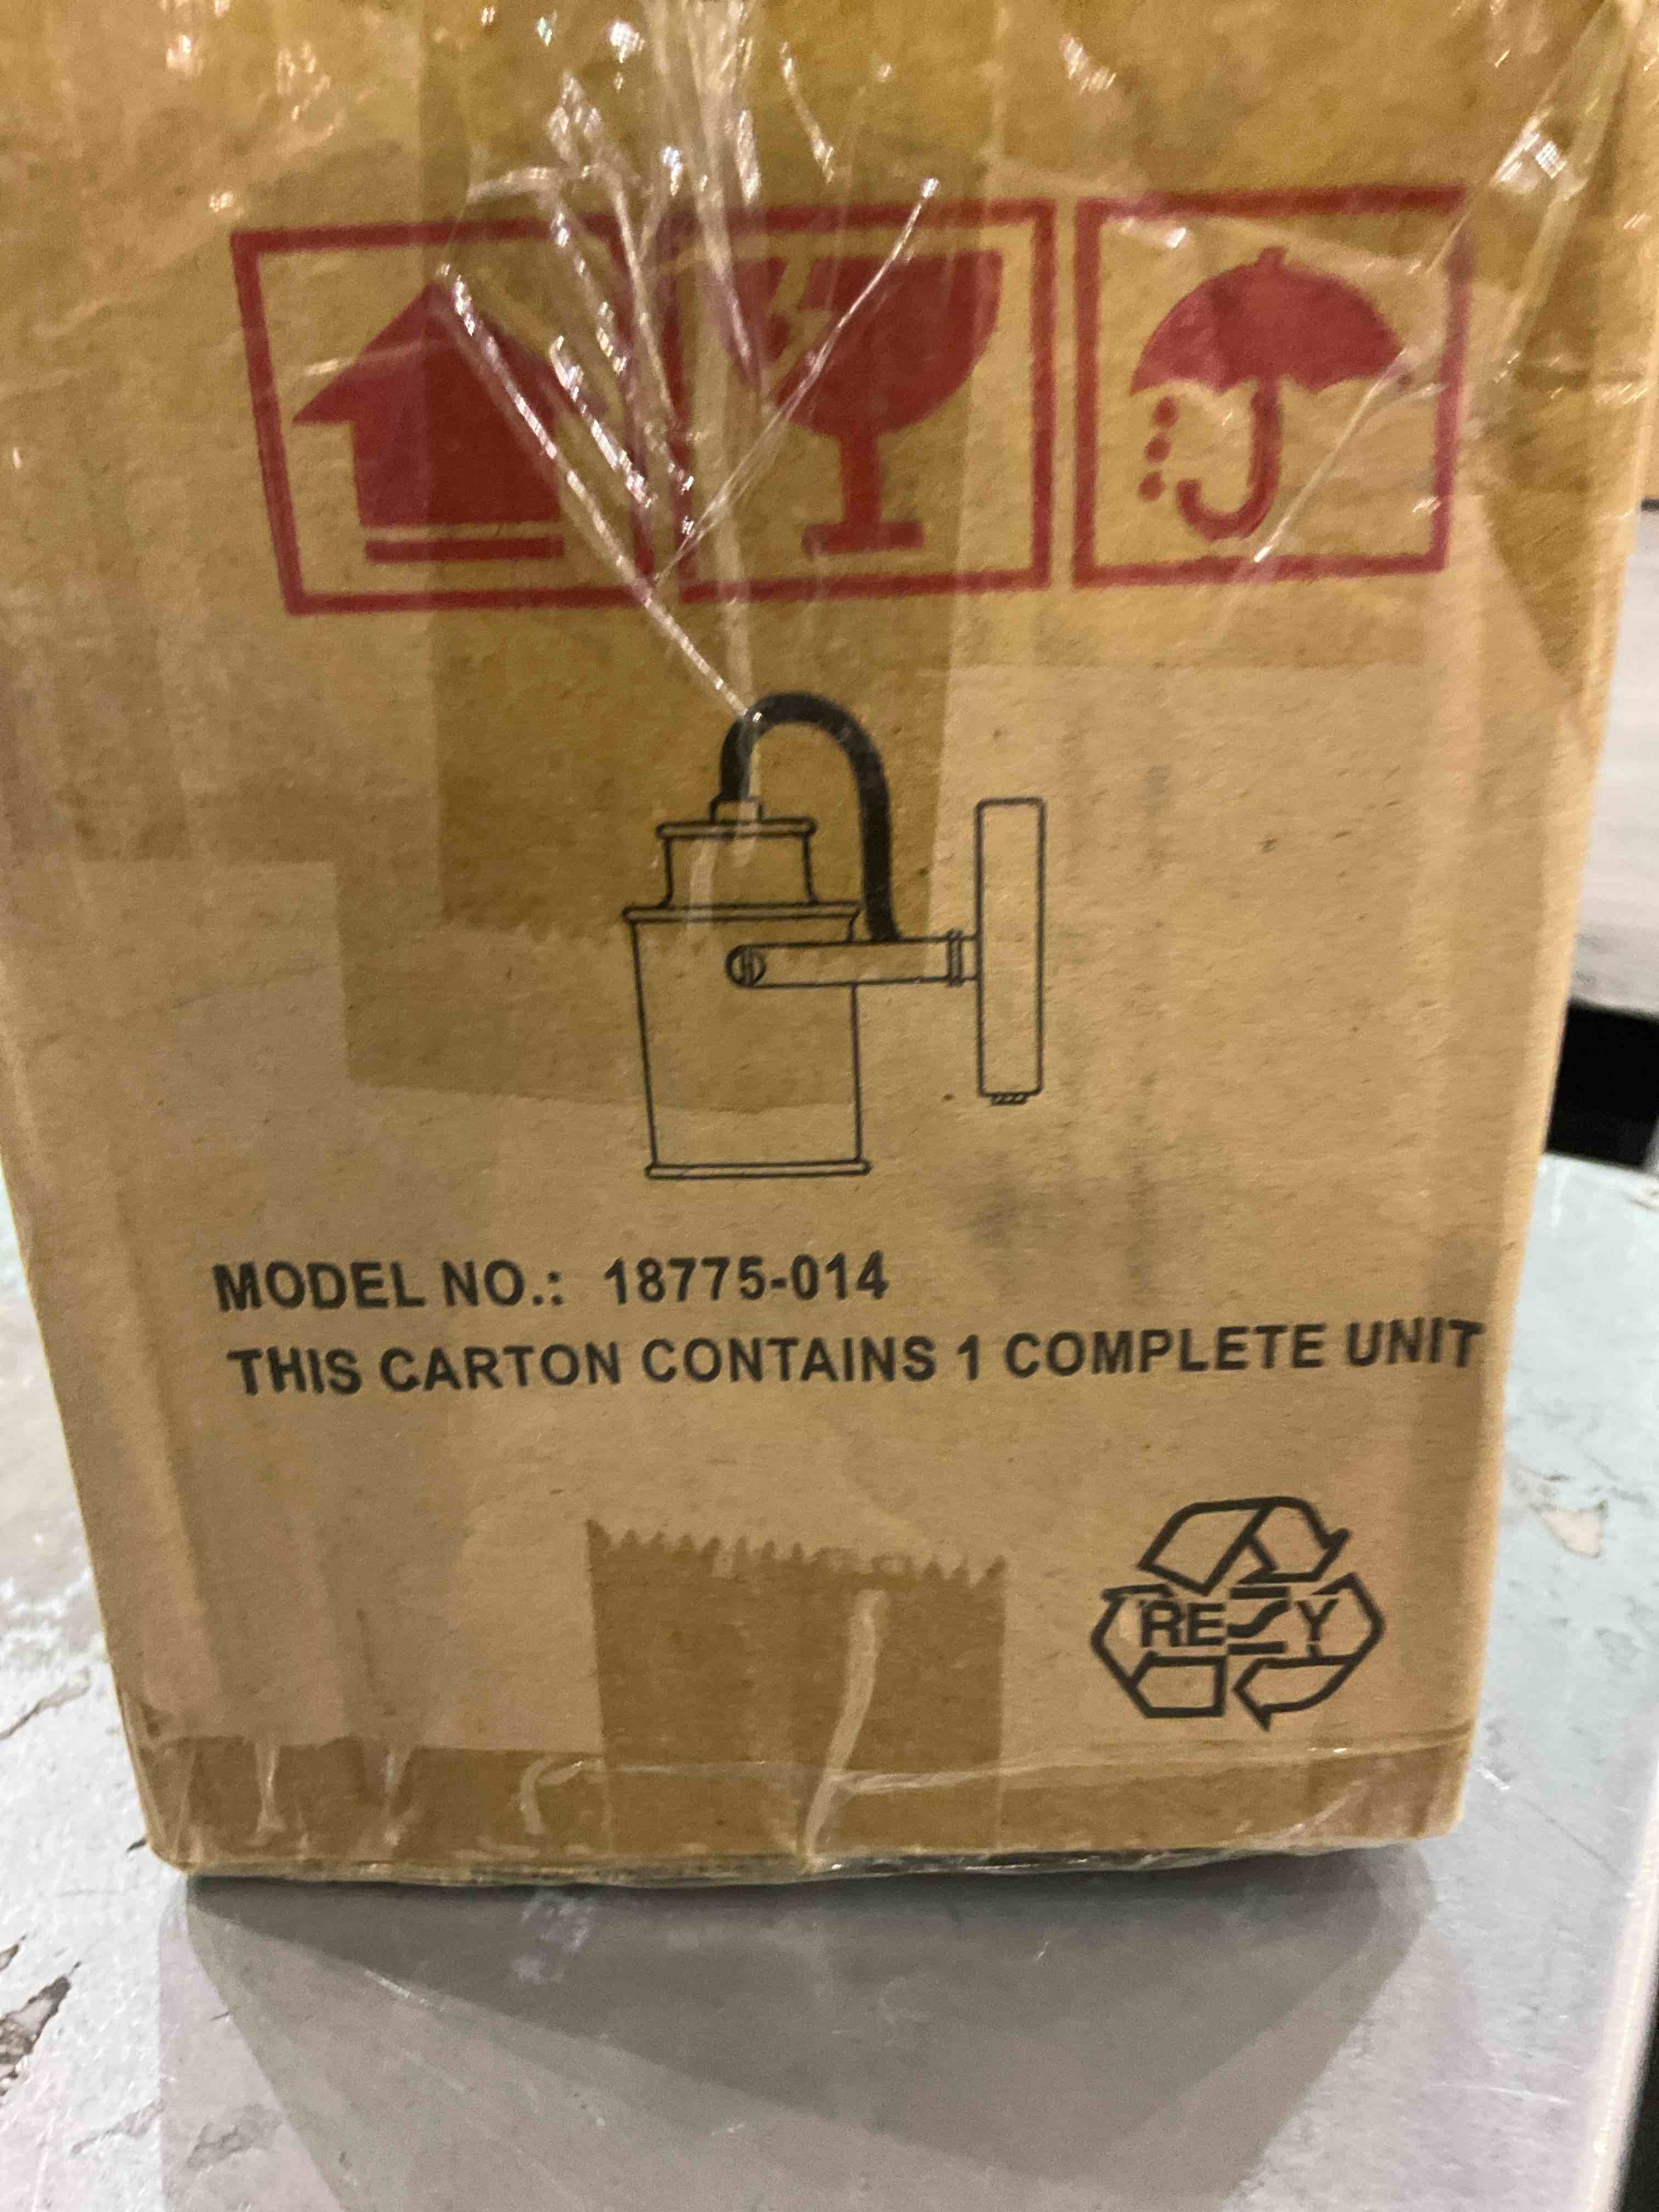 MODEL NO.: 18775-014
THIS CARTON CONTAINS 1 COMPLETE UNIT
RESY